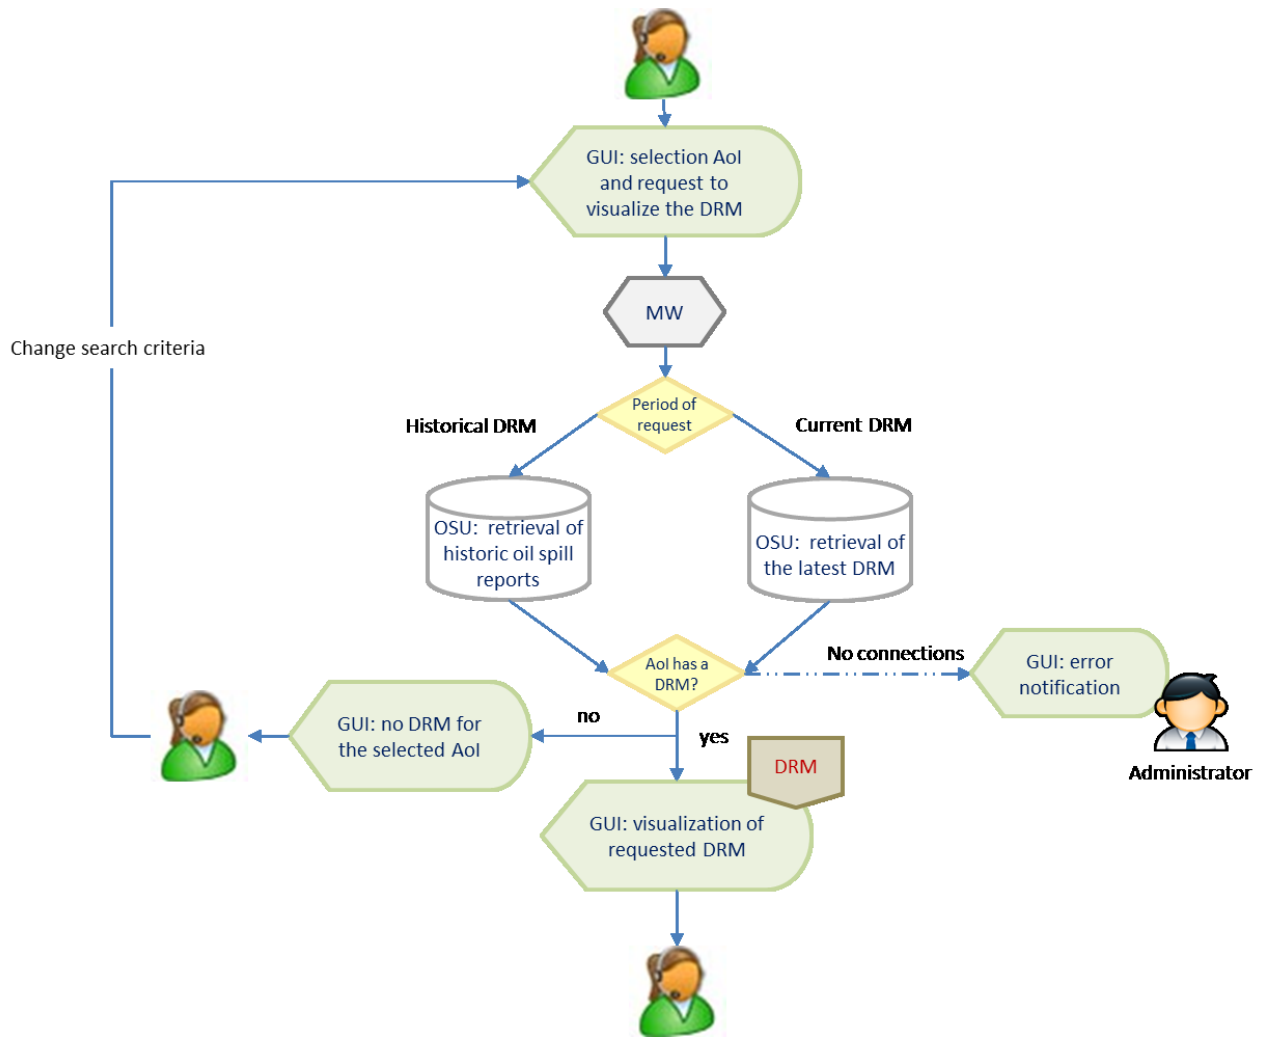 GUI: selection AoI
and request to
visualize the DRM
MW
Change search criteria
Period of
request
Historical DRM
Current DRM
OSU: retrieval of
historic oil spill
reports
OSU: retrieval of
the latest DRM
AoI has a
DRM?
No connections
GUI: error
notification
Administrator
no
yes
GUI: no DRM for
the selected AoI
DRM
GUI: visualization of
requested DRM